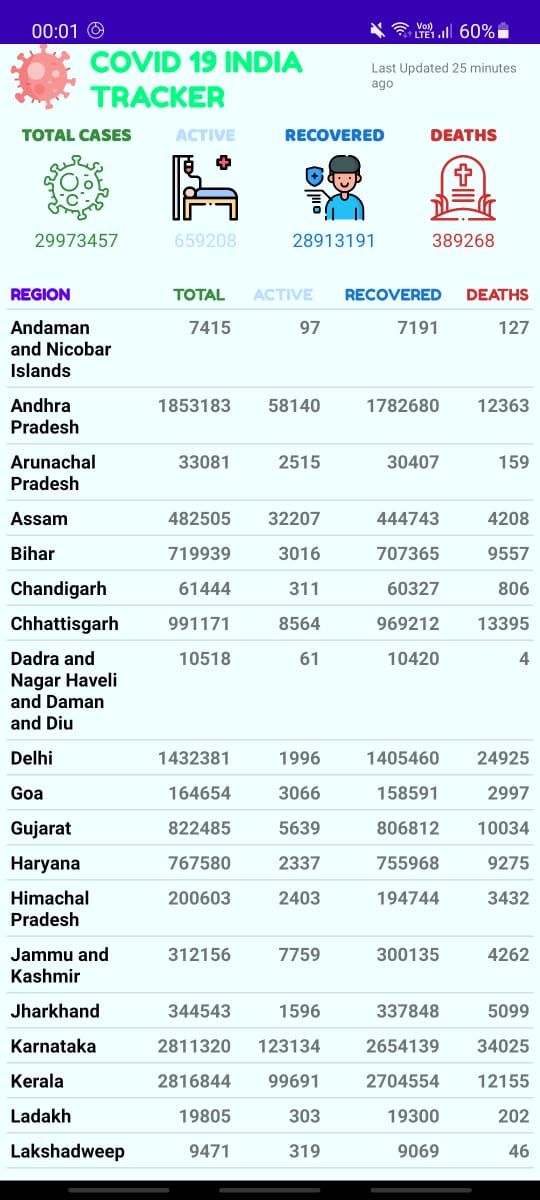 00:01 Vo)) LTE1 60%
COVID 19 INDIA
TRACKER
Last Updated 25 minutes
ago
TOTAL CASES ACTIVE RECOVERED DEATHS
29973457 659208 28913191 389268
REGION TOTAL ACTIVE RECOVERED DEATHS
Andaman 7415 97 7191 127
and Nicobar
Islands
Andhra 1853183 58140 1782680 12363
Pradesh
Arunachal 33081 2515 30407 159
Pradesh
Assam 482505 32207 444743 4208
Bihar 719939 3016 707365 9557
Chandigarh 61444 311 60327 806
Chhattisgarh 991171 8564 969212 13395
Dadra and 10518 61 10420 4
Nagar Haveli
and Daman
and Diu
Delhi 1432381 1996 1405460 24925
Goa 164654 3066 158591 2997
Gujarat 822485 5639 806812 10034
Haryana 767580 2337 755968 9275
Himachal 200603 2403 194744 3432
Pradesh
Jammu and 312156 7759 300135 4262
Kashmir
Jharkhand 344543 1596 337848 5099
Karnataka 2811320 123134 2654139 34025
Kerala 2816844 99691 2704554 12155
Ladakh 19805 303 19300 202
Lakshadweep 9471 319 9069 46